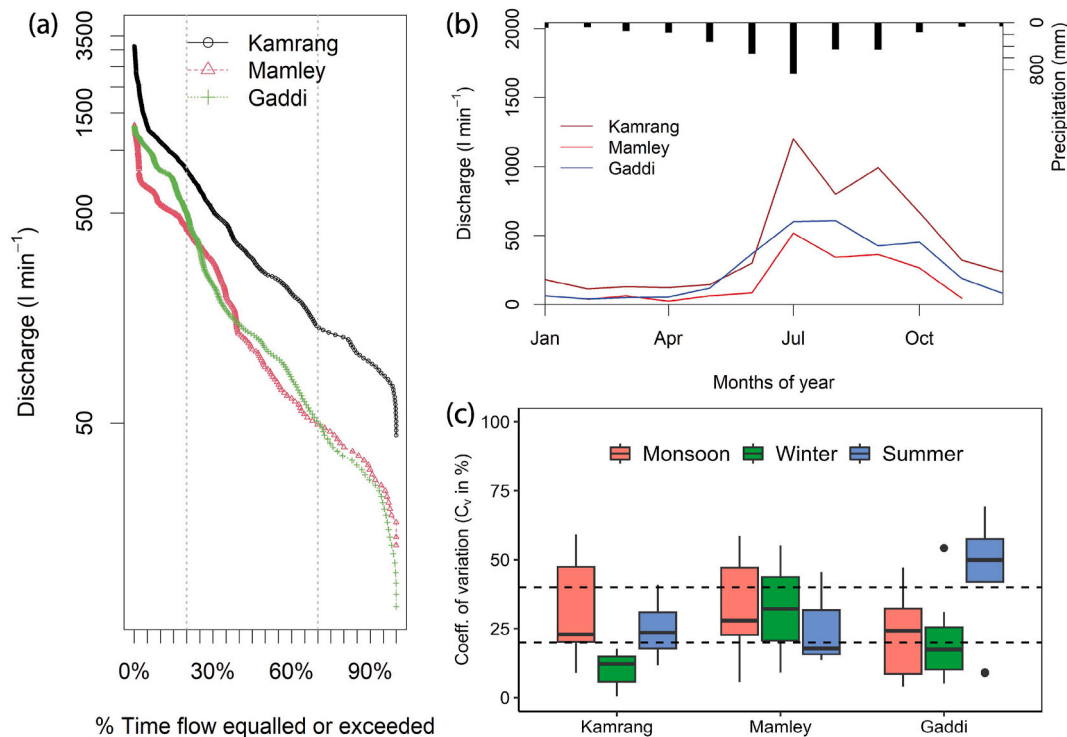 (a)
Kamrang
Mamley
Gaddi
Discharge (l min⁻¹)
35000
1500
500
50
0% 30% 60% 90%
% Time flow equalled or exceeded
(b)
Kamrang
Mamley
Gaddi
Discharge (l min⁻¹)
2000
1500
1000
500
0
0
800
Precipitation (mm)
Jan Apr Jul Oct
Months of year
(c)
Monsoon Winter Summer
Coeff. of variation (Cᵥ in %)
100
75
50
25
0
Kamrang Mamley Gaddi